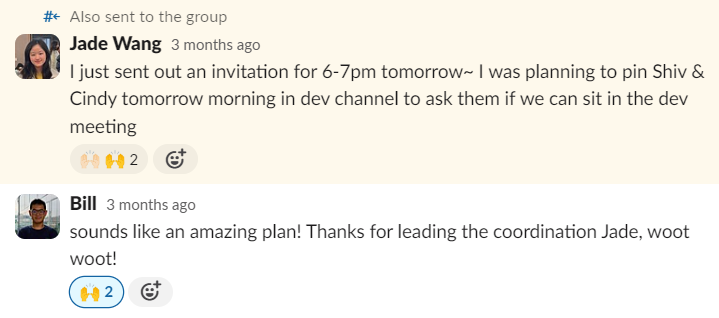 Also sent to the group
Jade Wang 3 months ago
I just sent out an invitation for 6-7pm tomorrow~ I was planning to pin Shiv &
Cindy tomorrow morning in dev channel to ask them if we can sit in the dev
meeting
🙌🏻 🙌 2
Bill 3 months ago
sounds like an amazing plan! Thanks for leading the coordination Jade, woot
woot!
🙌 2